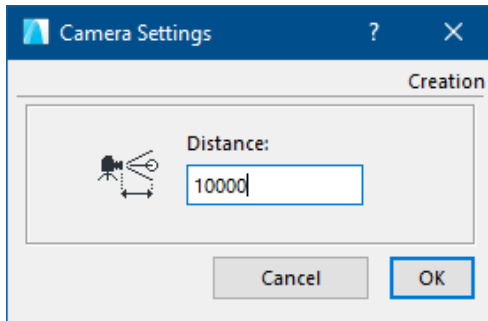 Camera Settings ? ×
Creation
Distance:
10000
Cancel OK